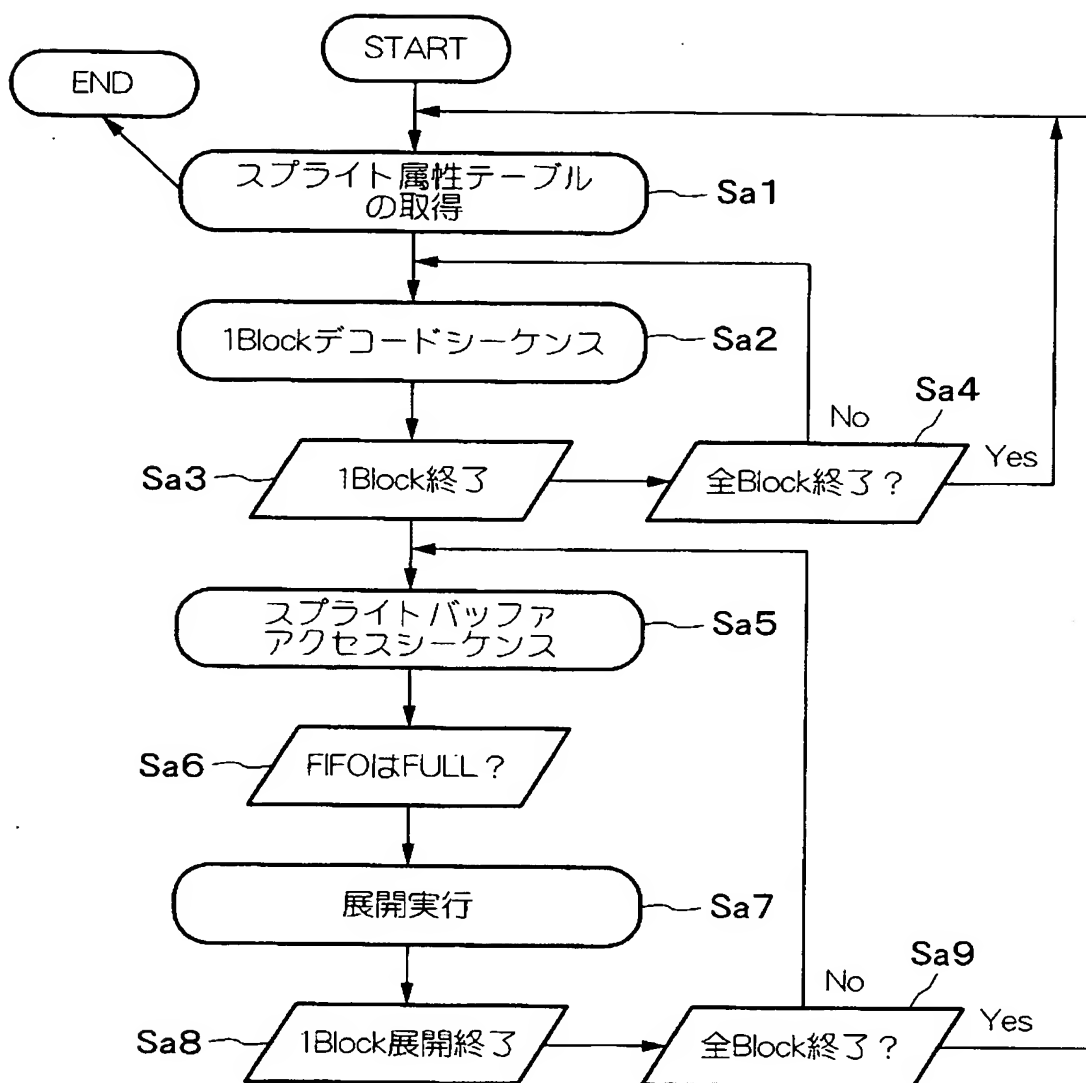 START
END
スプライト属性テーブル
の取得
Sa1
1Blockデコードシーケンス
Sa2
Sa4
No
Yes
Sa3
1Block終了
全Block終了？
スプライトバッファ
アクセスシーケンス
Sa5
Sa6
FIFOはFULL？
展開実行
Sa7
Sa9
No
Yes
Sa8
1Block展開終了
全Block終了？